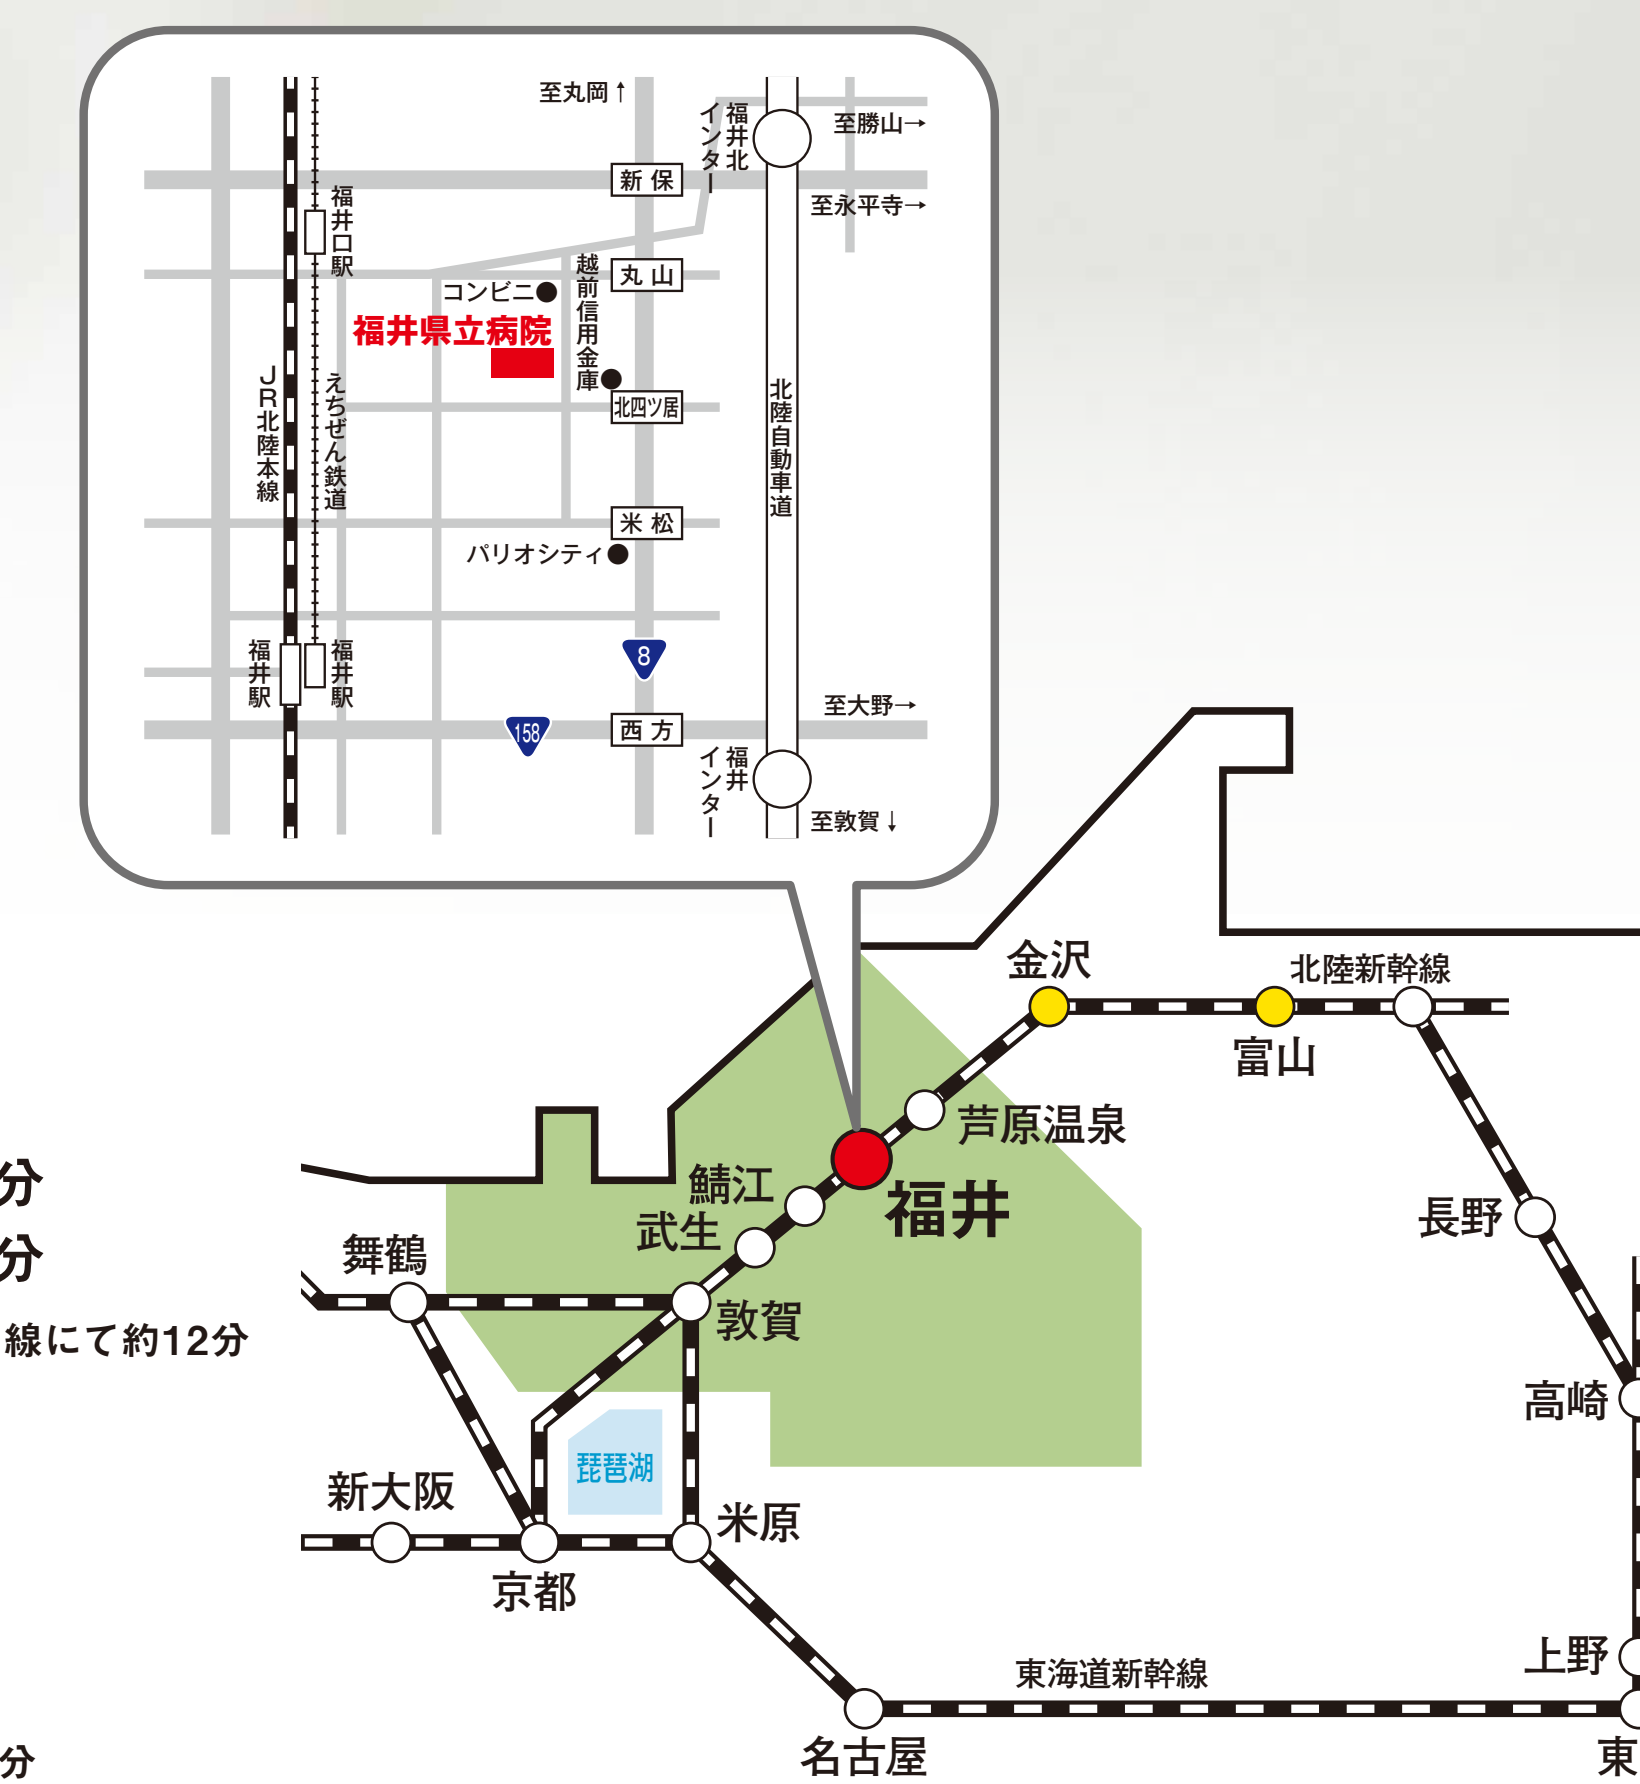 至丸岡↑
福井北
インター
至勝山→
新保
至永平寺→
福井口駅
丸山
越前信用金庫
コンビニ
福井県立病院
JR北陸本線
えちぜん鉄道
北四ツ居
北陸自動車道
米松
パリオシティ
福井駅
福井駅
8
至大野→
158
西方
福井
インター
至敦賀↓
金沢
北陸新幹線
富山
芦原温泉
分
鯖江
福井
武生
長野
分
舞鶴
敦賀
線にて約12分
高崎
琵琶湖
新大阪
米原
京都
上野
東海道新幹線
名古屋
東
分